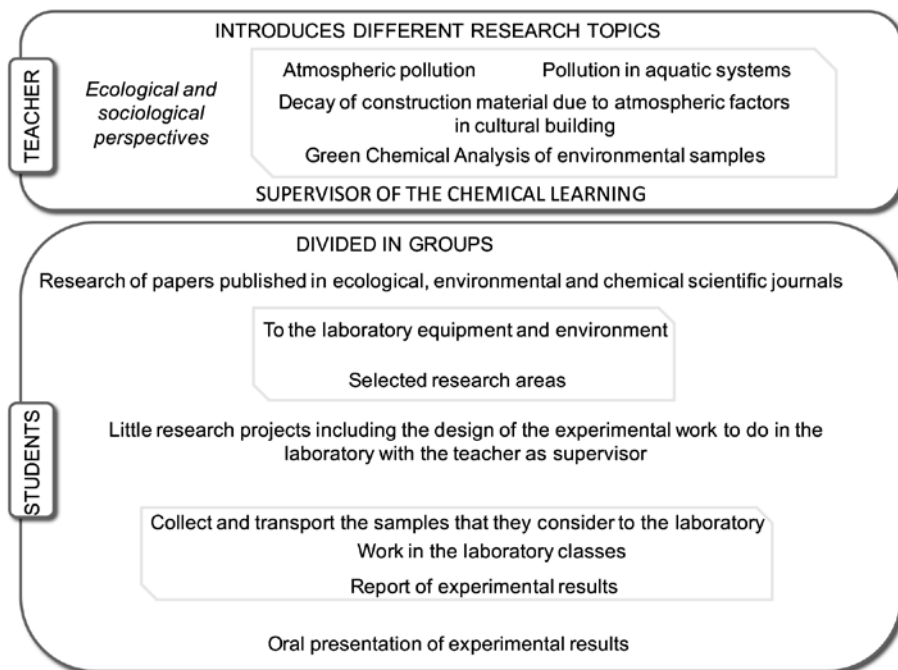 INTRODUCES DIFFERENT RESEARCH TOPICS
TEACHER
Ecological and
sociological
perspectives
Atmospheric pollution Pollution in aquatic systems
Decay of construction material due to atmospheric factors
in cultural building
Green Chemical Analysis of environmental samples
SUPERVISOR OF THE CHEMICAL LEARNING
STUDENTS
DIVIDED IN GROUPS
Research of papers published in ecological, environmental and chemical scientific journals
To the laboratory equipment and environment
Selected research areas
Little research projects including the design of the experimental work to do in the
laboratory with the teacher as supervisor
Collect and transport the samples that they consider to the laboratory
Work in the laboratory classes
Report of experimental results
Oral presentation of experimental results